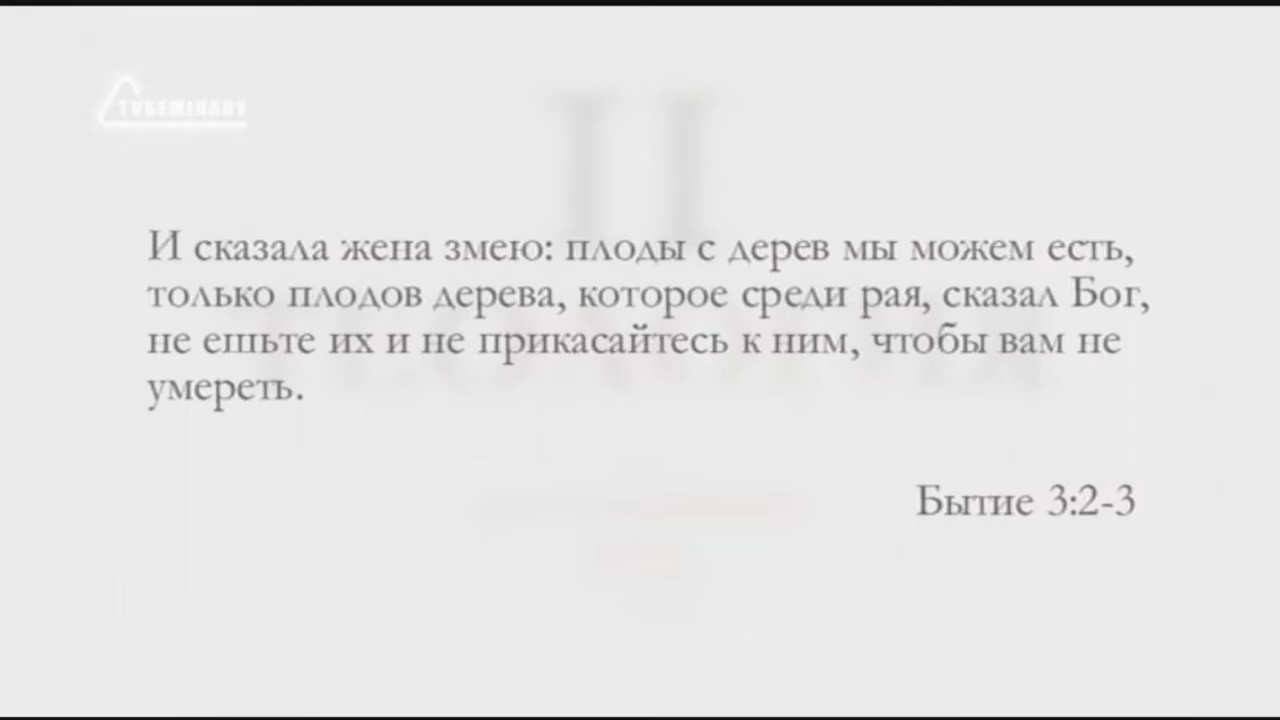 TVSEMINARY
И сказала жена змею: плоды с дерев мы можем есть,
только плодов дерева, которое среди рая, сказал Бог,
не ешьте их и не прикасайтесь к ним, чтобы вам не
умереть.
Бытие 3:2-3